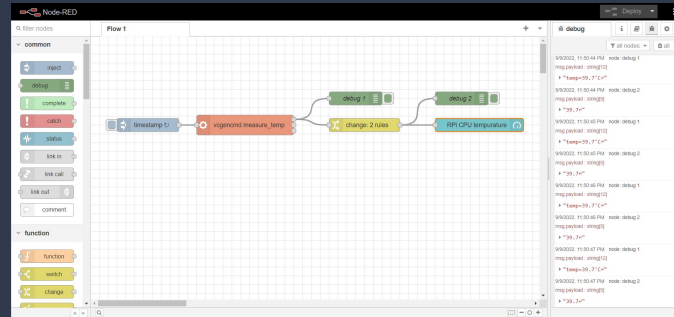 Node-RED
Deploy
filter nodes
Flow 1
debug
i
all nodes
all
common
inject
debug
complete
catch
status
link in
link call
link out
comment
function
function
switch
change
timestamp ↻
vcgencmd measure_temp
debug 1
change: 2 rules
debug 2
RPI CPU tempurature
9/9/2022, 11:50:44 PM node: debug 1
msg.payload : string[12]
"temp=39.7'C↵"
9/9/2022, 11:50:44 PM node: debug 2
msg.payload : string[5]
"39.7↵"
9/9/2022, 11:50:45 PM node: debug 1
msg.payload : string[12]
"temp=39.7'C↵"
9/9/2022, 11:50:45 PM node: debug 2
msg.payload : string[5]
"39.7↵"
9/9/2022, 11:50:46 PM node: debug 1
msg.payload : string[12]
"temp=39.7'C↵"
9/9/2022, 11:50:46 PM node: debug 2
msg.payload : string[5]
"39.7↵"
9/9/2022, 11:50:47 PM node: debug 1
msg.payload : string[12]
"temp=39.7'C↵"
9/9/2022, 11:50:47 PM node: debug 2
msg.payload : string[5]
"39.7↵"